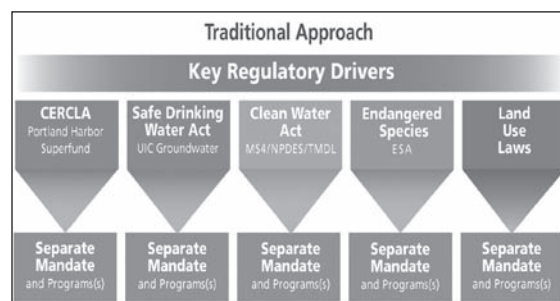 Traditional Approach
Key Regulatory Drivers
CERCLA
Portland Harbor
Superfund
Safe Drinking
Water Act
UIC Groundwater
Clean Water
Act
MS4/NPDES/TMDL
Endangered
Species
ESA
Land
Use
Laws
Separate
Mandate
and Programs(s)
Separate
Mandate
and Programs(s)
Separate
Mandate
and Programs(s)
Separate
Mandate
and Programs(s)
Separate
Mandate
and Programs(s)